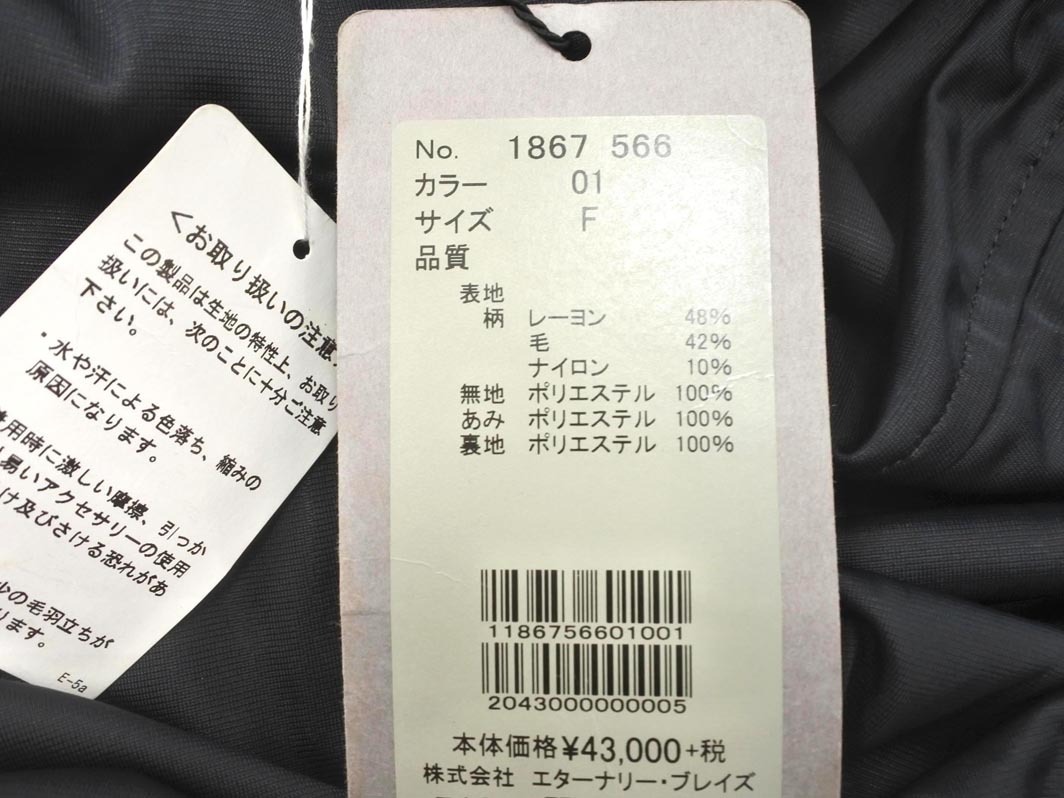 ＜お取り扱いの注意
この製品は生地の特性上、お取り
扱いには、次のことに十分ご注意
下さい。
・水や汗による色落ち、縮みの
原因になります。
用時に激しい摩擦、引っか
易いアクセサリーの使用
け及びさける恐れがあ
少の毛羽立ちが
ります。
E-5a
No. 1867 566
カラー 01
サイズ F
品質
表地
柄 レーヨン 48%
毛 42%
ナイロン 10%
無地 ポリエステル 100%
あみ ポリエステル 100%
裏地 ポリエステル 100%
1186756601001
2043000000005
本体価格¥43,000+税
株式会社 エターナリー・ブレイズ